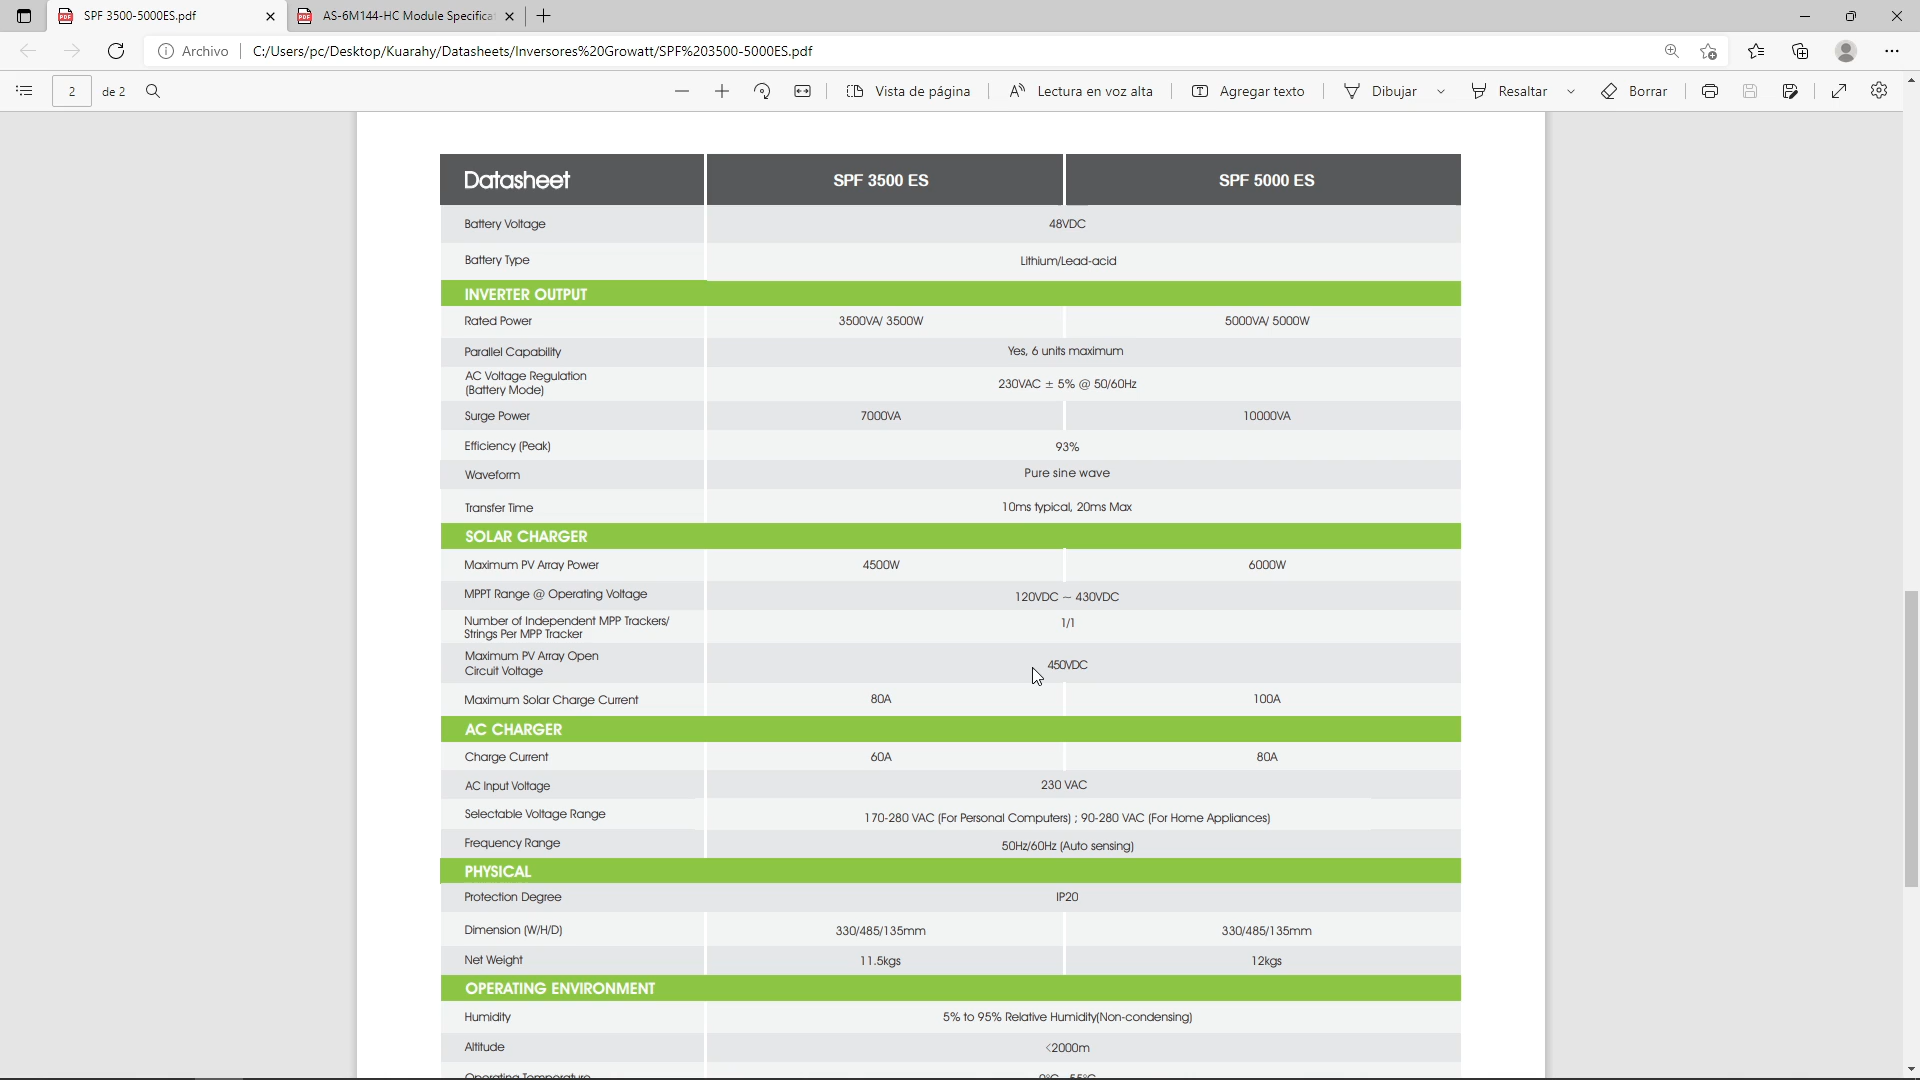 SPF 3500-5000ES.pdf
AS-6M144-HC Module Specifica
Archivo
C:/Users/pc/Desktop/Kuarahy/Datasheets/Inversores%20Growatt/SPF%203500-5000ES.pdf
2 de 2
Vista de página
Lectura en voz alta
Agregar texto
Dibujar
Resaltar
Borrar
Datasheet SPF 3500 ES SPF 5000 ES
Battery Voltage 48VDC
Battery Type Lithium/Lead-acid
INVERTER OUTPUT
Rated Power 3500VA/ 3500W 5000VA/ 5000W
Parallel Capability Yes, 6 units maximum
AC Voltage Regulation
(Battery Mode) 230VAC ± 5% @ 50/60Hz
Surge Power 7000VA 10000VA
Efficiency (Peak) 93%
Waveform Pure sine wave
Transfer Time 10ms typical, 20ms Max
SOLAR CHARGER
Maximum PV Array Power 4500W 6000W
MPPT Range @ Operating Voltage 120VDC ~ 430VDC
Number of Independent MPP Trackers/
Strings Per MPP Tracker 1/1
Maximum PV Array Open
Circuit Voltage 450VDC
Maximum Solar Charge Current 80A 100A
AC CHARGER
Charge Current 60A 80A
AC Input Voltage 230 VAC
Selectable Voltage Range 170-280 VAC (For Personal Computers) ; 90-280 VAC (For Home Appliances)
Frequency Range 50Hz/60Hz (Auto sensing)
PHYSICAL
Protection Degree IP20
Dimension (W/H/D) 330/485/135mm 330/485/135mm
Net Weight 11.5kgs 12kgs
OPERATING ENVIRONMENT
Humidity 5% to 95% Relative Humidity(Non-condensing)
Altitude <2000m
Operating Temperature 0°C - 55°C